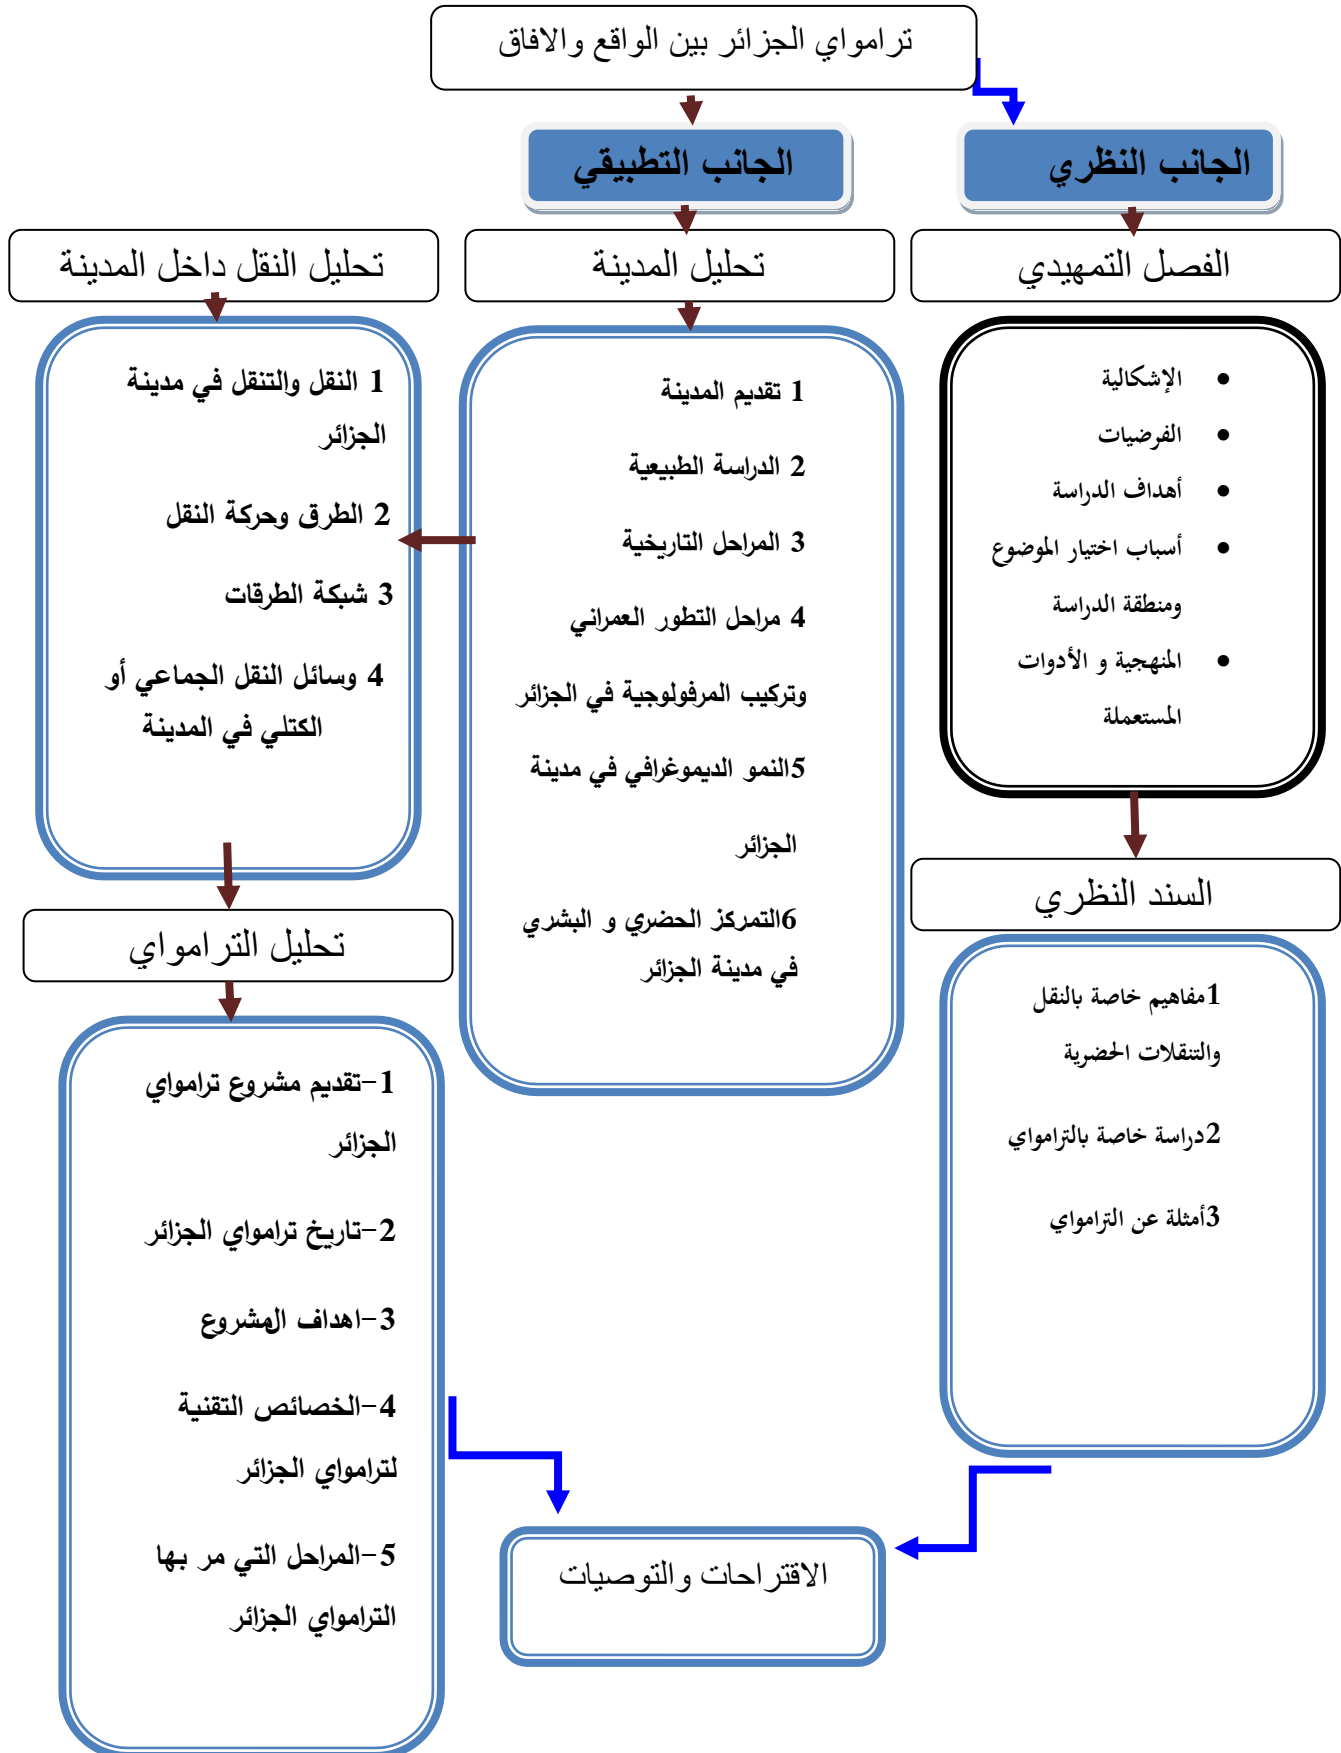 ترامواي الجزائر بين الواقع والافاق
الجانب النظري
الجانب التطبيقي
الفصل التمهيدي
تحليل المدينة
تحليل النقل داخل المدينة
• الإشكالية
• الفرضيات
• أهداف الدراسة
• أسباب اختيار الموضوع
ومنطقة الدراسة
• المنهجية و الأدوات
المستعملة
السند النظري
1مفاهيم خاصة بالنقل
والتنقلات الحضرية
2دراسة خاصة بالترامواي
3أمثلة عن الترامواي
1 تقديم المدينة
2 الدراسة الطبيعية
3 المراحل التاريخية
4 مراحل التطور العمراني
وتركيب المرفولوجية في الجزائر
5النمو الديموغرافي في مدينة
الجزائر
6التمركز الحضري و البشري
في مدينة الجزائر
1 النقل والتنقل في مدينة
الجزائر
2 الطرق وحركة النقل
3 شبكة الطرقات
4 وسائل النقل الجماعي أو
الكتلي في المدينة
تحليل الترامواي
1-تقديم مشروع ترامواي
الجزائر
2-تاريخ ترامواي الجزائر
3-اهداف المشروع
4-الخصائص التقنية
لترامواي الجزائر
5-المراحل التي مر بها
الترامواي الجزائر
الاقتراحات والتوصيات